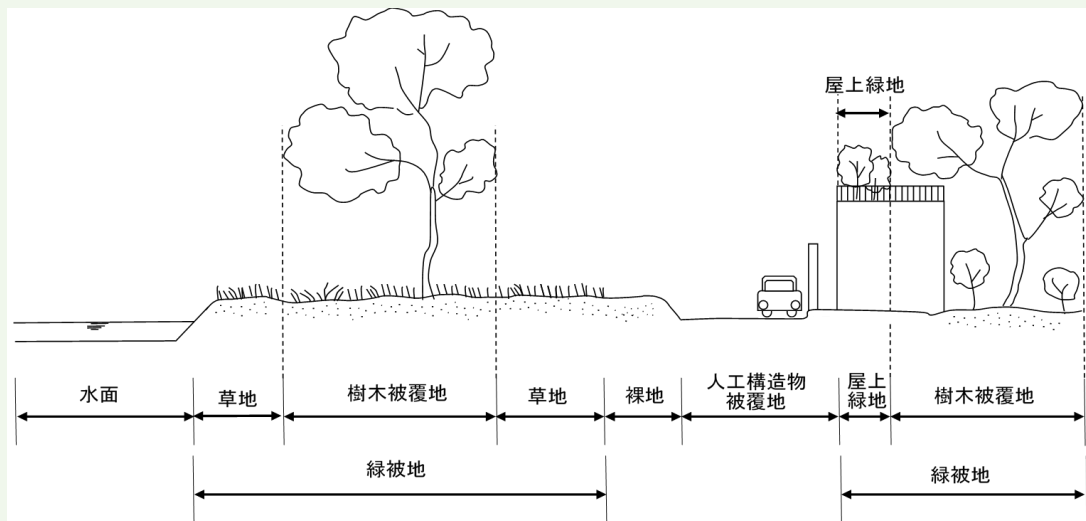 屋上緑地
水面
草地
樹木被覆地
草地
裸地
人工構造物
被覆地
屋上
緑地
樹木被覆地
緑被地
緑被地